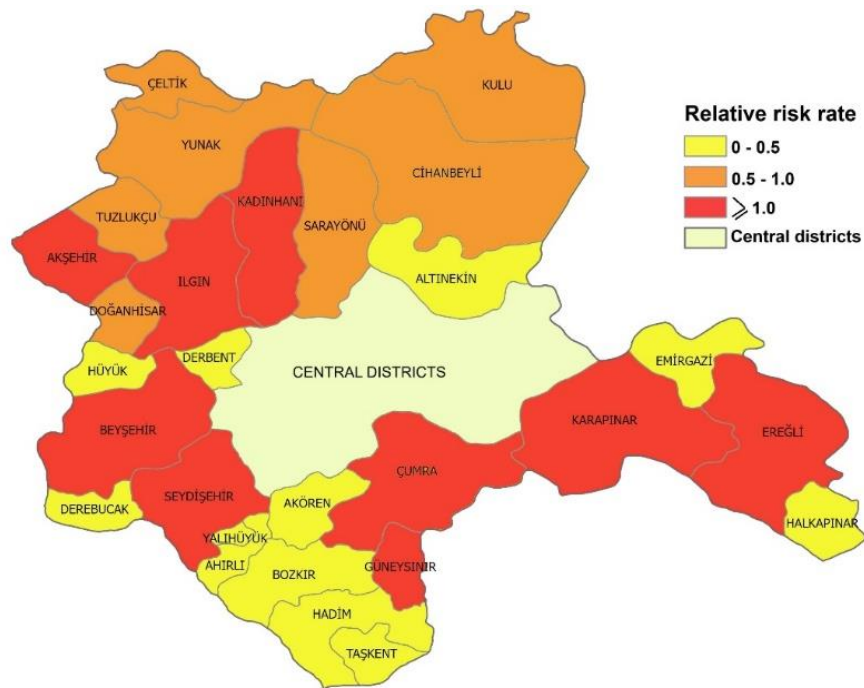 ÇELTİK
KULU
YUNAK
CİHANBEYLİ
KADINHANI
TUZLUKÇU
SARAYÖNÜ
AKŞEHİR
ILGIN
ALTINEKİN
DOĞANHİSAR
DERBENT
HÜYÜK
CENTRAL DISTRICTS
EMİRGAZİ
BEYŞEHİR
KARAPINAR
EREĞLİ
ÇUMRA
SEYDİŞEHİR
AKÖREN
DEREBUCAK
HALKAPINAR
YALIHÜYÜK
AHIRLI
BOZKIR
GÜNEYSINIR
HADİM
TAŞKENT
Relative risk rate
0 - 0.5
0.5 - 1.0
⩾ 1.0
Central districts